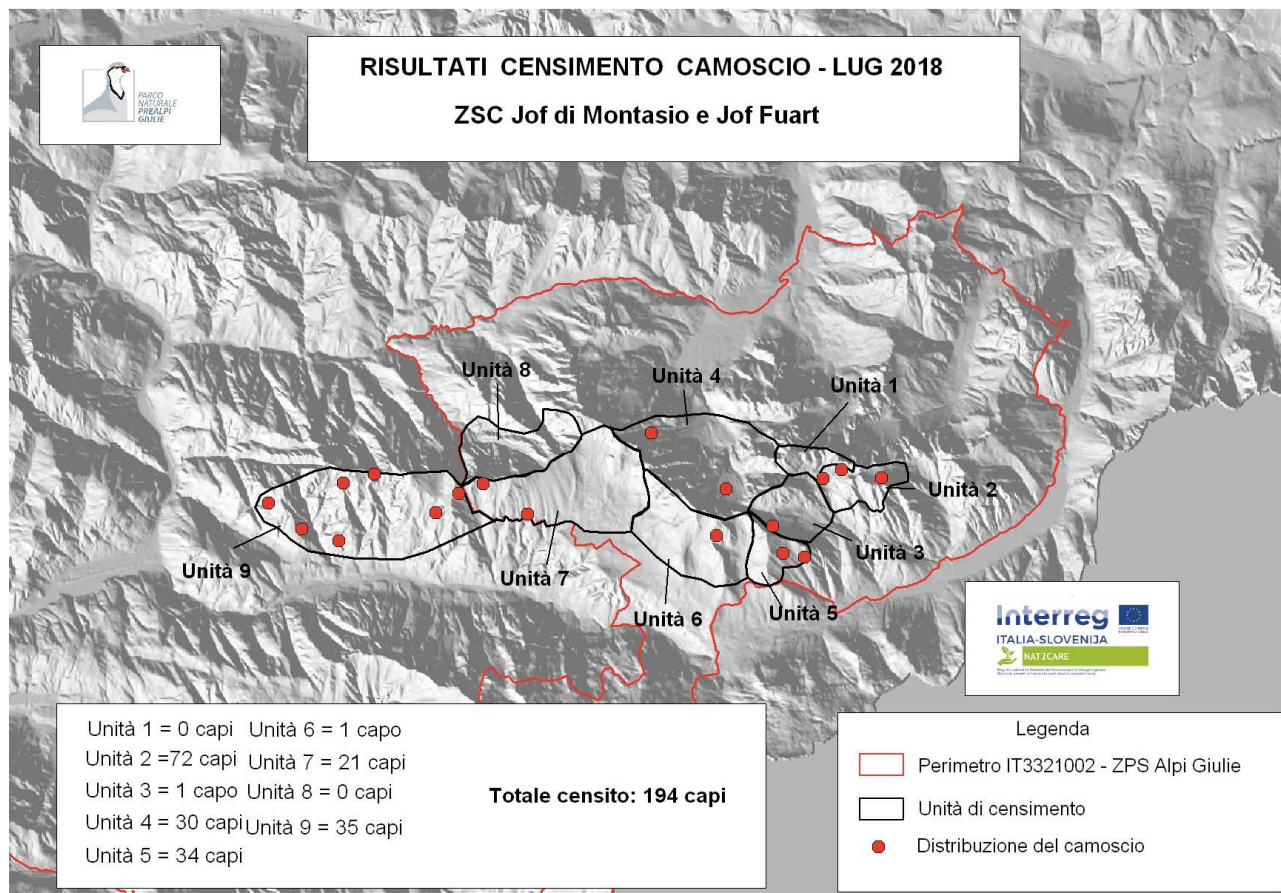 PARCO
NATURALE
PREALPI
GIULIE
RISULTATI CENSIMENTO CAMOSCIO - LUG 2018
ZSC Jof di Montasio e Jof Fuart
Unità 8
Unità 4
Unità 1
Unità 2
Unità 3
Unità 9
Unità 7
Unità 6
Unità 5
Interreg
ITALIA-SLOVENIJA
NAT2CARE
Unità 1 = 0 capi
Unità 2 =72 capi
Unità 3 = 1 capo
Unità 4 = 30 capi
Unità 5 = 34 capi
Unità 6 = 1 capo
Unità 7 = 21 capi
Unità 8 = 0 capi
Unità 9 = 35 capi
Totale censito: 194 capi
Legenda
Perimetro IT3321002 - ZPS Alpi Giulie
Unità di censimento
Distribuzione del camoscio